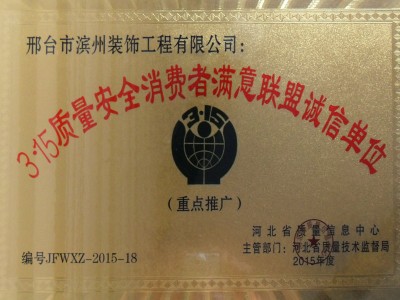 邢台市滨州装饰工程有限公司：
3·15质量安全消费者满意联盟诚信单位
3·15
（重点推广）
河北省质量信息中心
主管部门：河北省质量技术监督局
2015年度
编号JFWXZ-2015-18